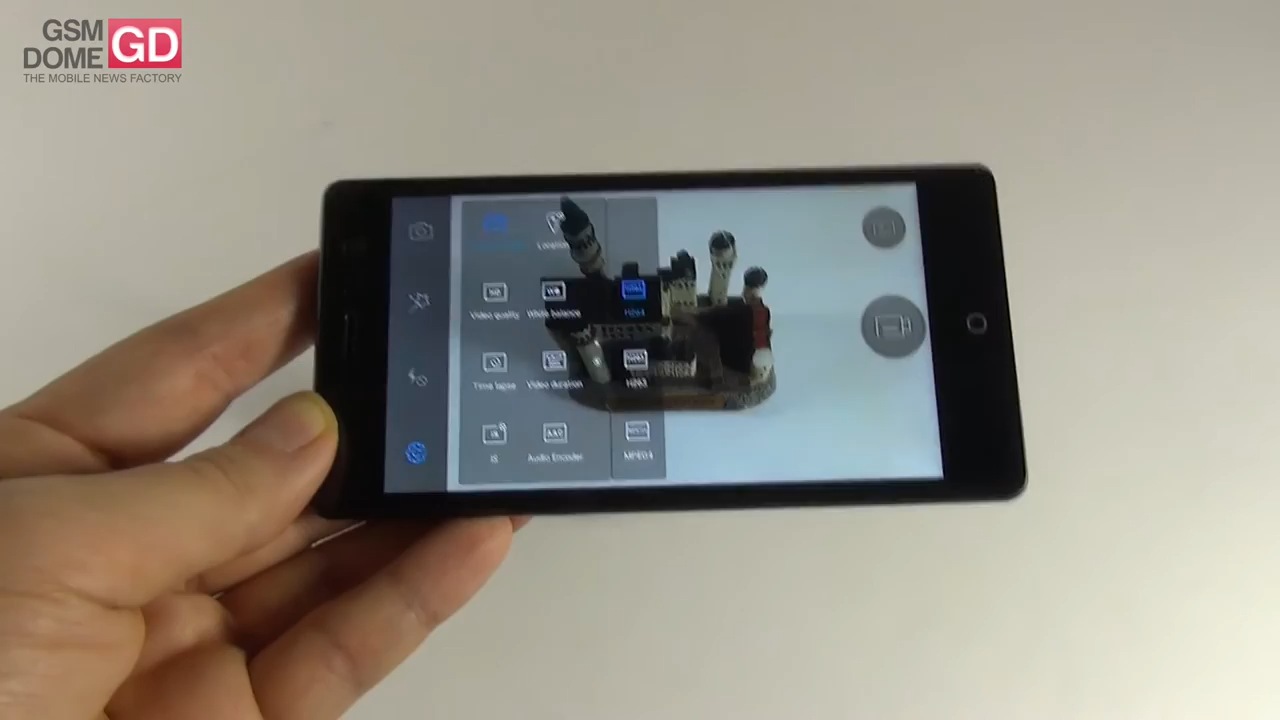 GSM
DOME GD
THE MOBILE NEWS FACTORY
Location
Video quality White balance H264
Time lapse Video duration H263
IS Audio Encoder MPEG4